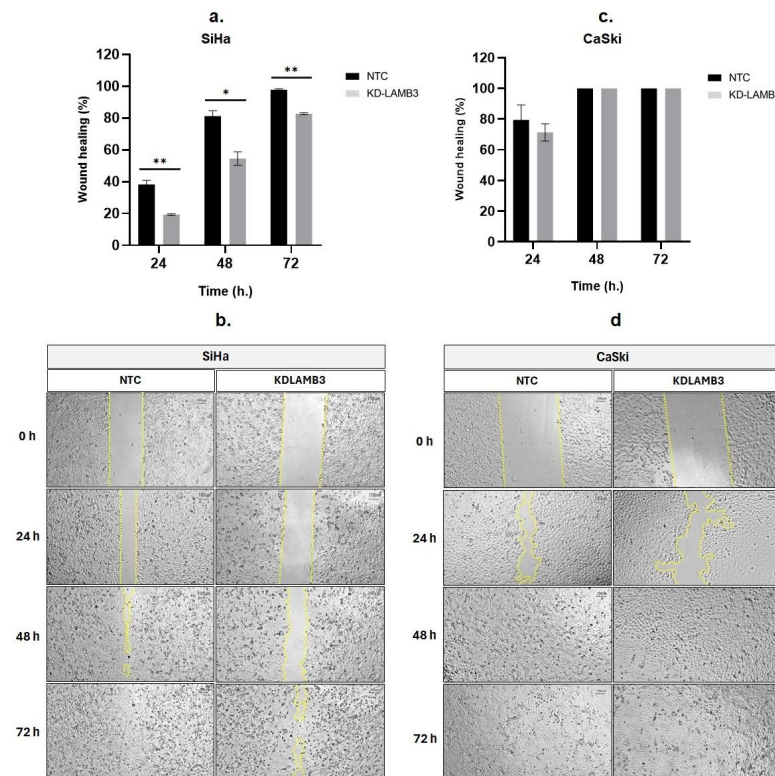 a.
SiHa
120
100
80
60
40
20
0
Wound healing (%)
**
*
**
24 48 72
Time (h.)
NTC
KD-LAMB3
c.
CaSki
120
100
80
60
40
20
0
Wound healing (%)
24 48 72
Time (h.)
NTC
KD-LAMB
b.
SiHa
NTC KDLAMB3
0 h
24 h
48 h
72 h
d
CaSki
NTC KDLAMB3
0 h
24 h
48 h
72 h